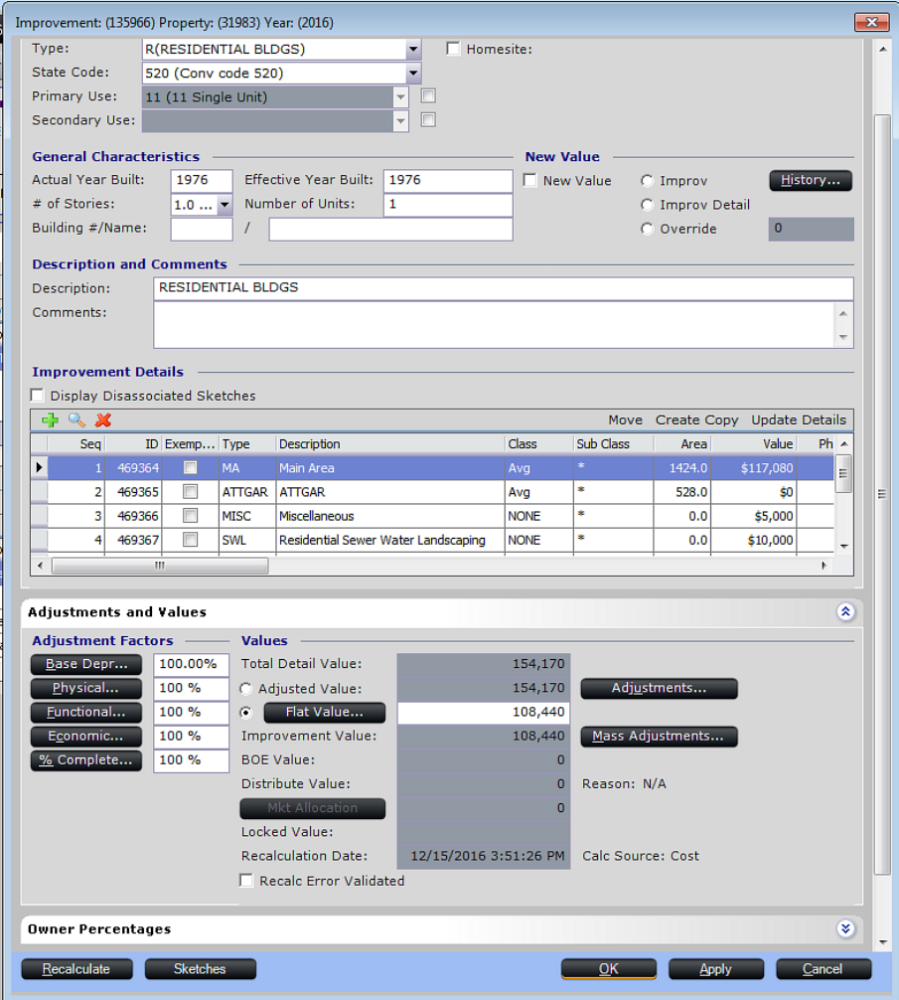 Improvement: (135966) Property: (31983) Year: (2016)
Type: R(RESIDENTIAL BLDGS) Homesite:
State Code: 520 (Conv code 520)
Primary Use: 11 (11 Single Unit)
Secondary Use:
General Characteristics New Value
Actual Year Built: 1976 Effective Year Built: 1976 New Value Improv History...
# of Stories: 1.0 ... Number of Units: 1 Improv Detail
Building #/Name: / Override 0
Description and Comments
Description: RESIDENTIAL BLDGS
Comments:
Improvement Details
Display Disassociated Sketches
Move Create Copy Update Details
Seq ID Exemp... Type Description Class Sub Class Area Value Ph
1 469364 MA Main Area Avg * 1424.0 $117,080
2 469365 ATTGAR ATTGAR Avg * 528.0 $0
3 469366 MISC Miscellaneous NONE * 0.0 $5,000
4 469367 SWL Residential Sewer Water Landscaping NONE * 0.0 $10,000
Adjustments and Values
Adjustment Factors Values
Base Depr... 100.00% Total Detail Value: 154,170
Physical... 100 % Adjusted Value: 154,170 Adjustments...
Functional... 100 % Flat Value... 108,440
Economic... 100 % Improvement Value: 108,440 Mass Adjustments...
% Complete... 100 % BOE Value: 0
Distribute Value: 0 Reason: N/A
Mkt Allocation 0
Locked Value:
Recalculation Date: 12/15/2016 3:51:26 PM Calc Source: Cost
Recalc Error Validated
Owner Percentages
Recalculate Sketches OK Apply Cancel